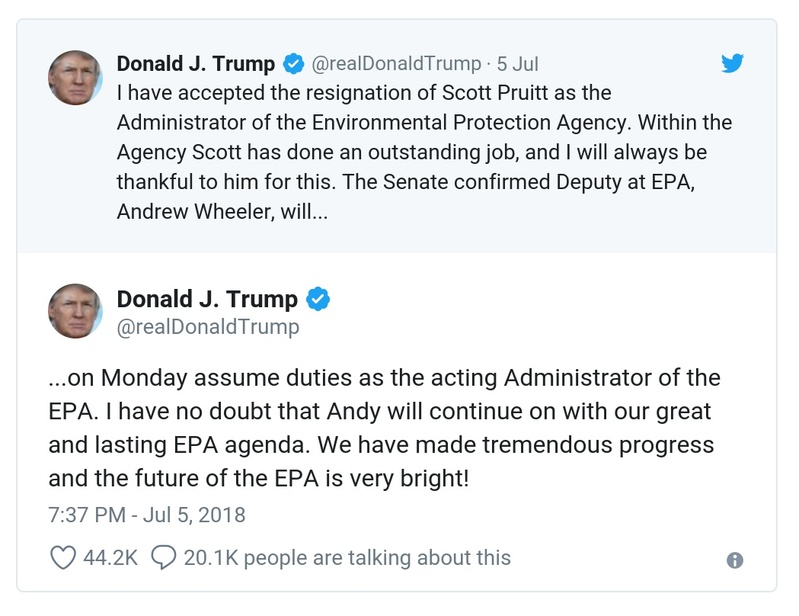 Donald J. Trump @realDonaldTrump · 5 Jul
I have accepted the resignation of Scott Pruitt as the
Administrator of the Environmental Protection Agency. Within the
Agency Scott has done an outstanding job, and I will always be
thankful to him for this. The Senate confirmed Deputy at EPA,
Andrew Wheeler, will...
Donald J. Trump
@realDonaldTrump
...on Monday assume duties as the acting Administrator of the
EPA. I have no doubt that Andy will continue on with our great
and lasting EPA agenda. We have made tremendous progress
and the future of the EPA is very bright!
7:37 PM - Jul 5, 2018
44.2K 20.1K people are talking about this